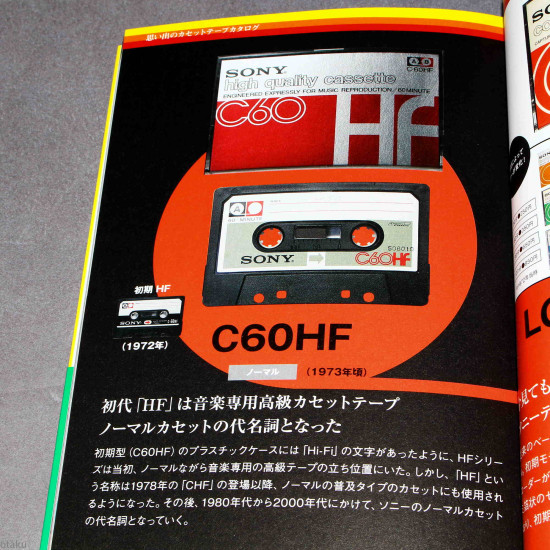 思い出のカセットテープカタログ
SONY
high quality cassette
ENGINEERED EXPRESSLY FOR MUSIC REPRODUCTION/60MINUTE
C60
Hf
A B
C-60HF
A
60 MINUTE
SONY
C60Hf
初期 HF
SONY
(1972年)
C60HF
ノーマル
(1973年頃)
初代「HF」は音楽専用高級カセットテープ
ノーマルカセットの代名詞となった
初期型(C60HF)のプラスチックケースには「Hi-Fi」の文字があったように、HFシリー
ズは当初、ノーマルながら音楽専用の高級テープの立ち位置にいた。しかし、「HF」とい
う名称は1978年の「CHF」の登場以降、ノーマルの普及タイプのカセットにも使用され
るようになった。その後、1980年代から2000年代にかけて、ソニーのノーマルカセット
の代名詞となっていく。
otaku